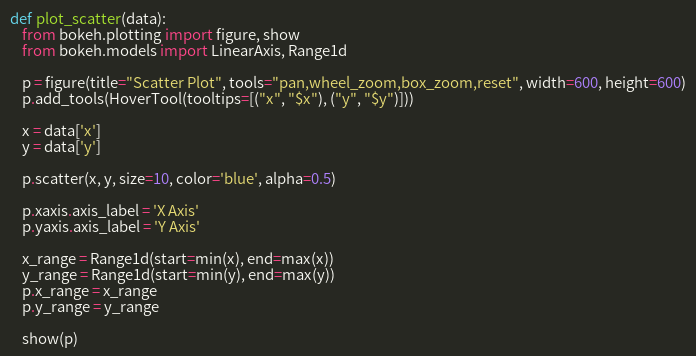 def plot_scatter(data):
    from bokeh.plotting import figure, show
    from bokeh.models import LinearAxis, Range1d

    p = figure(title="Scatter Plot", tools="pan,wheel_zoom,box_zoom,reset", width=600, height=600)
    p.add_tools(HoverTool(tooltips=[("x", "$x"), ("y", "$y")]))

    x = data['x']
    y = data['y']

    p.scatter(x, y, size=10, color='blue', alpha=0.5)

    p.xaxis.axis_label = 'X Axis'
    p.yaxis.axis_label = 'Y Axis'

    x_range = Range1d(start=min(x), end=max(x))
    y_range = Range1d(start=min(y), end=max(y))
    p.x_range = x_range
    p.y_range = y_range

    show(p)